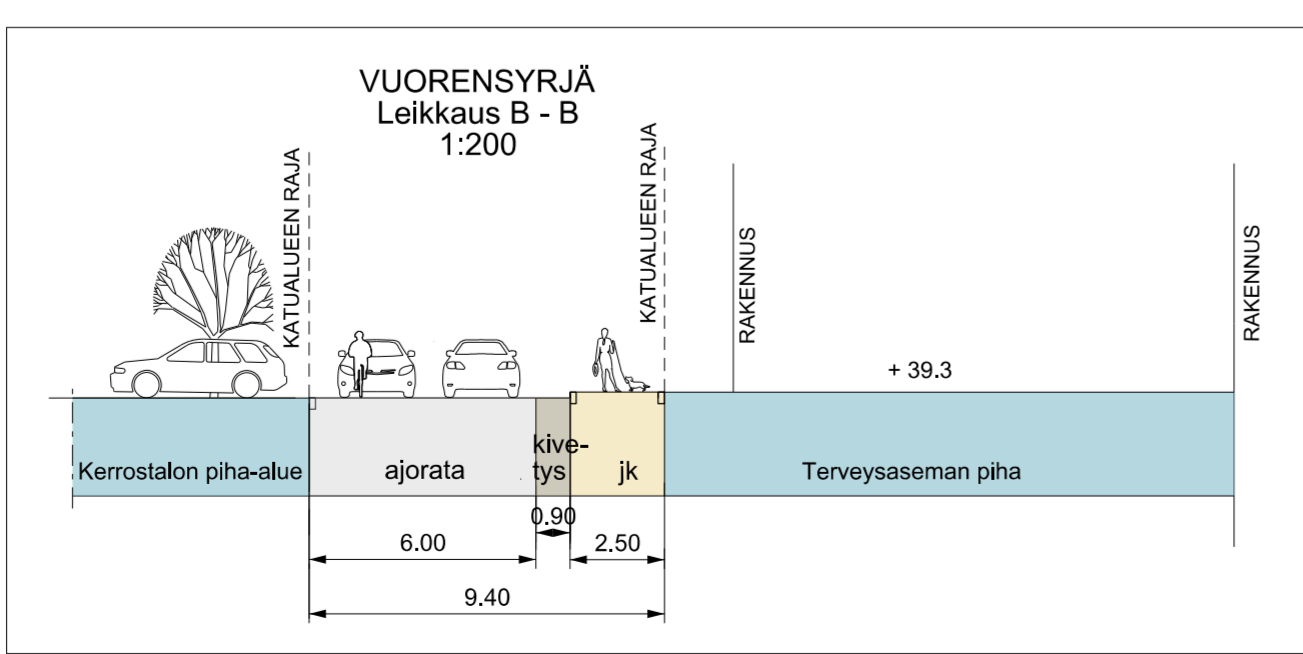 VUORENSYRJÄ
Leikkaus B - B
1:200
KATUALUEEN RAJA
KATUALUEEN RAJA
RAKENNUS
RAKENNUS
+ 39.3
Kerrostalon piha-alue
ajorata
kive-
tys
jk
Terveysaseman piha
0.90
6.00
2.50
9.40